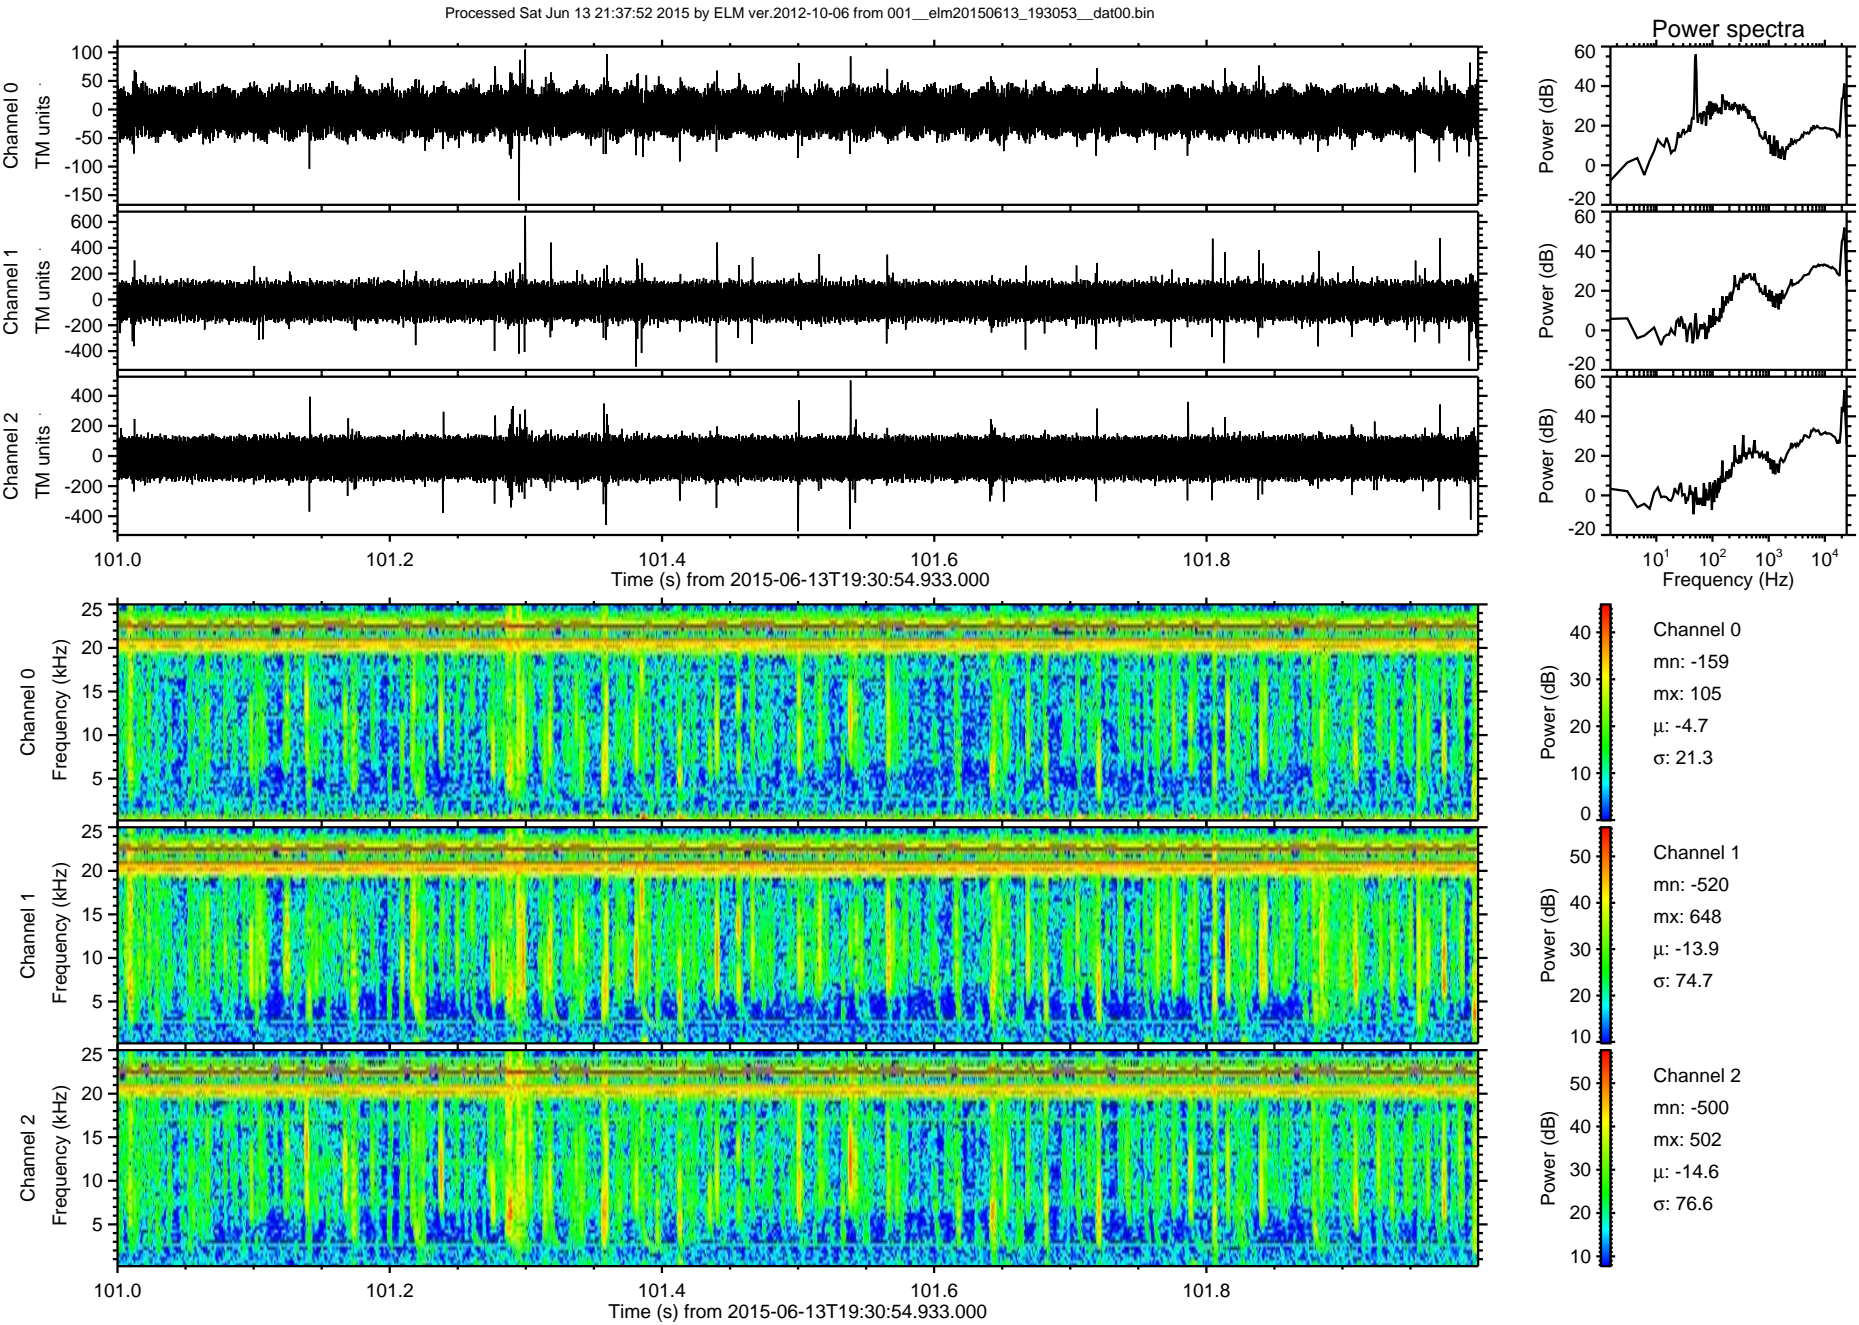 Processed Sat Jun 13 21:37:52 2015 by ELM ver.2012-10-06 from 001__elm20150613_193053__dat00.bin
Power spectra
Channel 0
TM units
100
50
0
-50
-100
-150
Power (dB)
60
40
20
0
-20
Channel 1
TM units
600
400
200
0
-200
-400
Power (dB)
60
40
20
0
-20
Channel 2
TM units
400
200
0
-200
-400
Power (dB)
60
40
20
0
-20
101.0 101.2 101.4 101.6 101.8
Time (s) from 2015-06-13T19:30:54.933.000
10¹ 10² 10³ 10⁴
Frequency (Hz)
Channel 0
Frequency (kHz)
25
20
15
10
5
Power (dB)
40
30
20
10
0
Channel 0
mn: -159
mx: 105
μ: -4.7
σ: 21.3
Channel 1
Frequency (kHz)
25
20
15
10
5
Power (dB)
50
40
30
20
10
Channel 1
mn: -520
mx: 648
μ: -13.9
σ: 74.7
Channel 2
Frequency (kHz)
25
20
15
10
5
Power (dB)
50
40
30
20
10
Channel 2
mn: -500
mx: 502
μ: -14.6
σ: 76.6
101.0 101.2 101.4 101.6 101.8
Time (s) from 2015-06-13T19:30:54.933.000